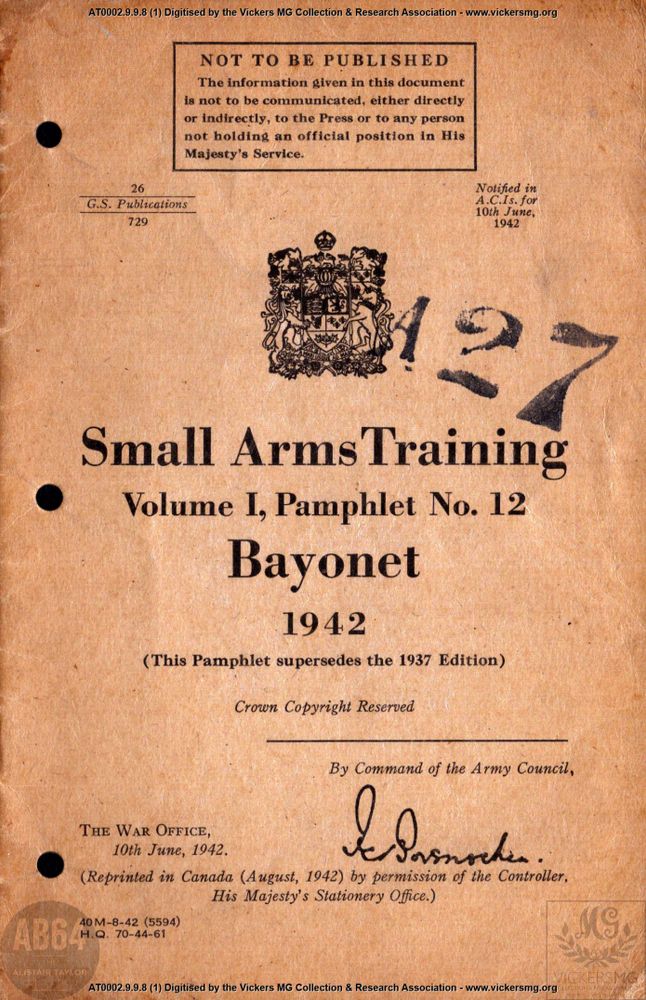 AT0002.9.9.8 (1) Digitised by the Vickers MG Collection & Research Association - www.vickersmg.org
NOT TO BE PUBLISHED
The information given in this document
is not to be communicated, either directly
or indirectly, to the Press or to any person
not holding an official position in His
Majesty's Service.
26
G.S. Publications
729
Notified in
A.C.Is. for
10th June,
1942
A27
Small Arms Training
Volume I, Pamphlet No. 12
Bayonet
1942
(This Pamphlet supersedes the 1937 Edition)
Crown Copyright Reserved
By Command of the Army Council,
THE WAR OFFICE,
10th June, 1942.
(Reprinted in Canada (August, 1942) by permission of the Controller,
His Majesty's Stationery Office.)
40M-8-42 (5594)
H.Q. 70-44-61
AB64
ALISTAIR TAYLOR
MG
VICKERSMG
AT0002.9.9.8 (1) Digitised by the Vickers MG Collection & Research Association - www.vickersmg.org